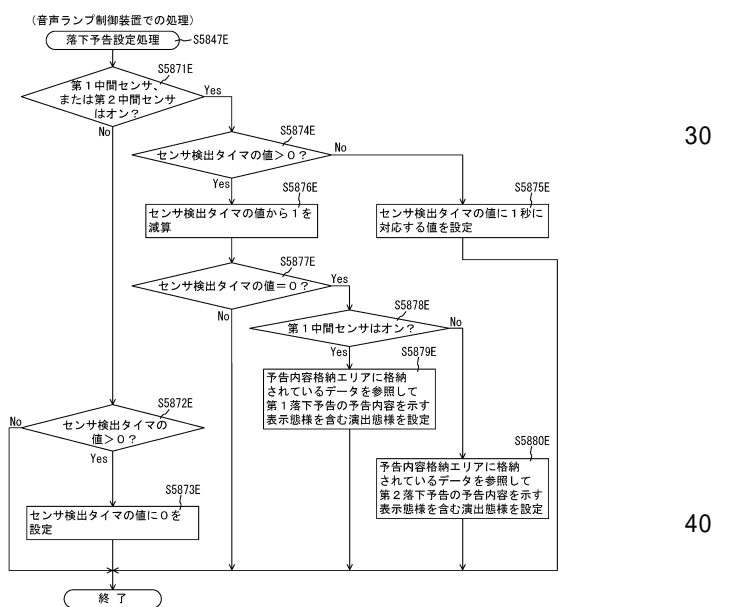 （音声ランプ制御装置での処理）
落下予告設定処理
S5847E
S5871E
第１中間センサ、
または第２中間センサ
はオン？
Yes
No
S5874E
センサ検出タイマの値＞０？
No
Yes
30
S5876E
センサ検出タイマの値から１を
減算
S5875E
センサ検出タイマの値に１秒に
対応する値を設定
S5877E
センサ検出タイマの値＝０？
Yes
No
S5878E
第１中間センサはオン？
No
Yes
S5879E
予告内容格納エリアに格納
されているデータを参照して
第１落下予告の予告内容を示す
表示態様を含む演出態様を設定
S5872E
センサ検出タイマの
値＞０？
No
Yes
S5880E
予告内容格納エリアに格納
されているデータを参照して
第２落下予告の予告内容を示す
表示態様を含む演出態様を設定
S5873E
センサ検出タイマの値に０を
設定
40
終了